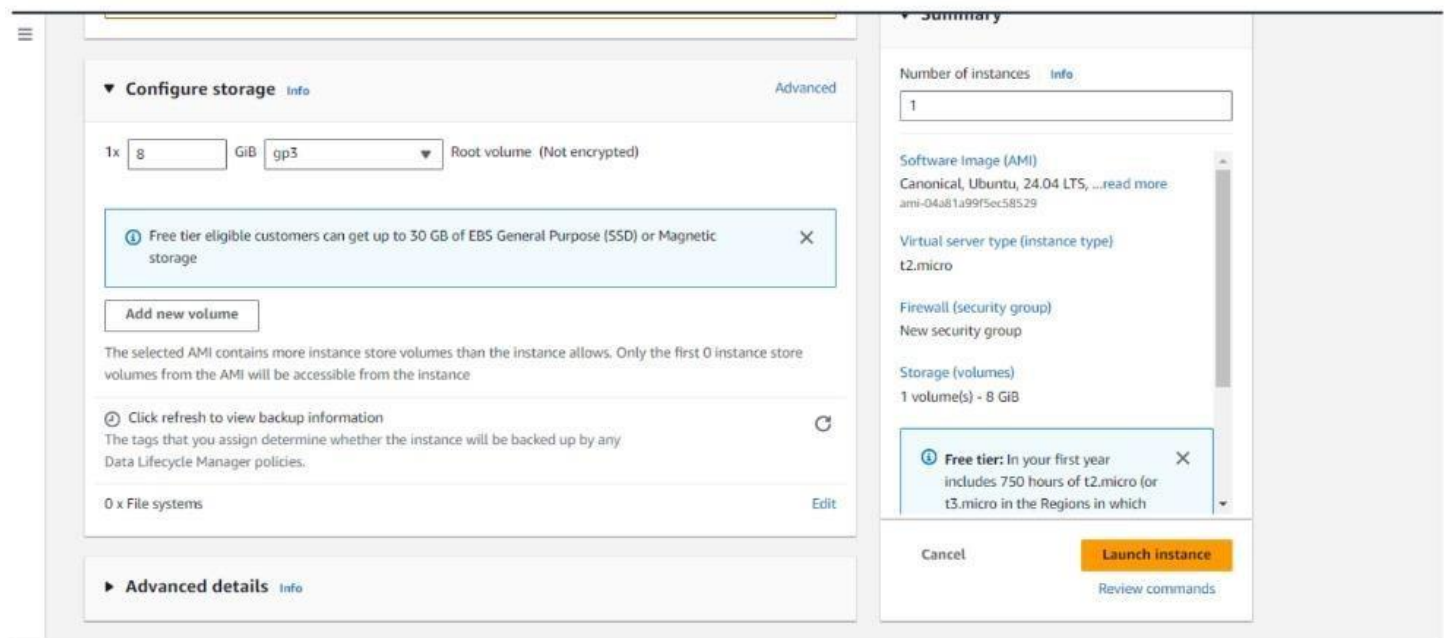 Configure storage Info Advanced
1x 8 GiB gp3 Root volume (Not encrypted)
Free tier eligible customers can get up to 30 GB of EBS General Purpose (SSD) or Magnetic
storage
Add new volume
The selected AMI contains more instance store volumes than the instance allows. Only the first 0 instance store
volumes from the AMI will be accessible from the instance
Click refresh to view backup information
The tags that you assign determine whether the instance will be backed up by any
Data Lifecycle Manager policies.
0 x File systems Edit
Advanced details Info
Summary
Number of instances Info
1
Software Image (AMI)
Canonical, Ubuntu, 24.04 LTS, ...read more
ami-04a81a99f5ec58529
Virtual server type (instance type)
t2.micro
Firewall (security group)
New security group
Storage (volumes)
1 volume(s) - 8 GiB
Free tier: In your first year
includes 750 hours of t2.micro (or
t3.micro in the Regions in which
Cancel Launch instance
Review commands